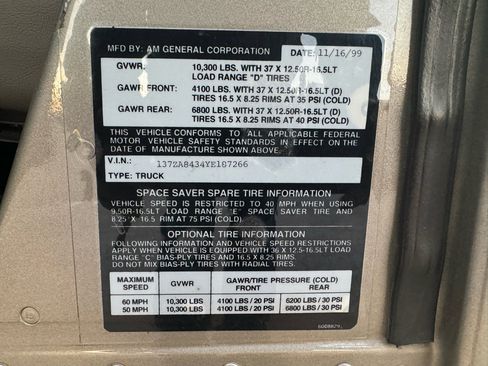 MFD BY: AM GENERAL CORPORATION DATE: 11/16/99
GVWR: 10,300 LBS. WITH 37 X 12.50R-16.5LT
LOAD RANGE "D" TIRES
GAWR FRONT: 4100 LBS. WITH 37 X 12.50R-16.5LT (D)
TIRES 16.5 X 8.25 RIMS AT 35 PSI (COLD)
GAWR REAR: 6800 LBS. WITH 37 X 12.50R-16.5LT (D)
TIRES 16.5 X 8.25 RIMS AT 40 PSI (COLD)
THIS VEHICLE CONFORMS TO ALL APPLICABLE FEDERAL
MOTOR VEHICLE SAFETY STANDARDS IN EFFECT ON THE
DATE OF MANUFACTURE SHOWN ABOVE.
V.I.N.: 137ZA8434YE187266
TYPE: TRUCK
SPACE SAVER SPARE TIRE INFORMATION
VEHICLE SPEED IS RESTRICTED TO 40 MPH WHEN USING
9.50R-16.5LT LOAD RANGE "E" SPACE SAVER TIRE AND
8.25 X 16.5 RIM AT 75 PSI (COLD).
OPTIONAL TIRE INFORMATION
FOLLOWING INFORMATION AND VEHICLE SPEED RESTRICTIONS
APPLY WHEN VEHICLE IS EQUIPPED WITH 36 X 12.5-16.5LT LOAD
RANGE "C" BIAS-PLY TIRES AND 16.5 X 8.25 RIMS.
DO NOT MIX BIAS-PLY TIRES WITH RADIAL TIRES.
MAXIMUM SPEED GVWR GAWR/TIRE PRESSURE (COLD)
FRONT REAR
60 MPH 10,300 LBS 4100 LBS / 20 PSI 6200 LBS / 30 PSI
50 MPH 10,300 LBS 4100 LBS / 20 PSI 6800 LBS / 30 PSI